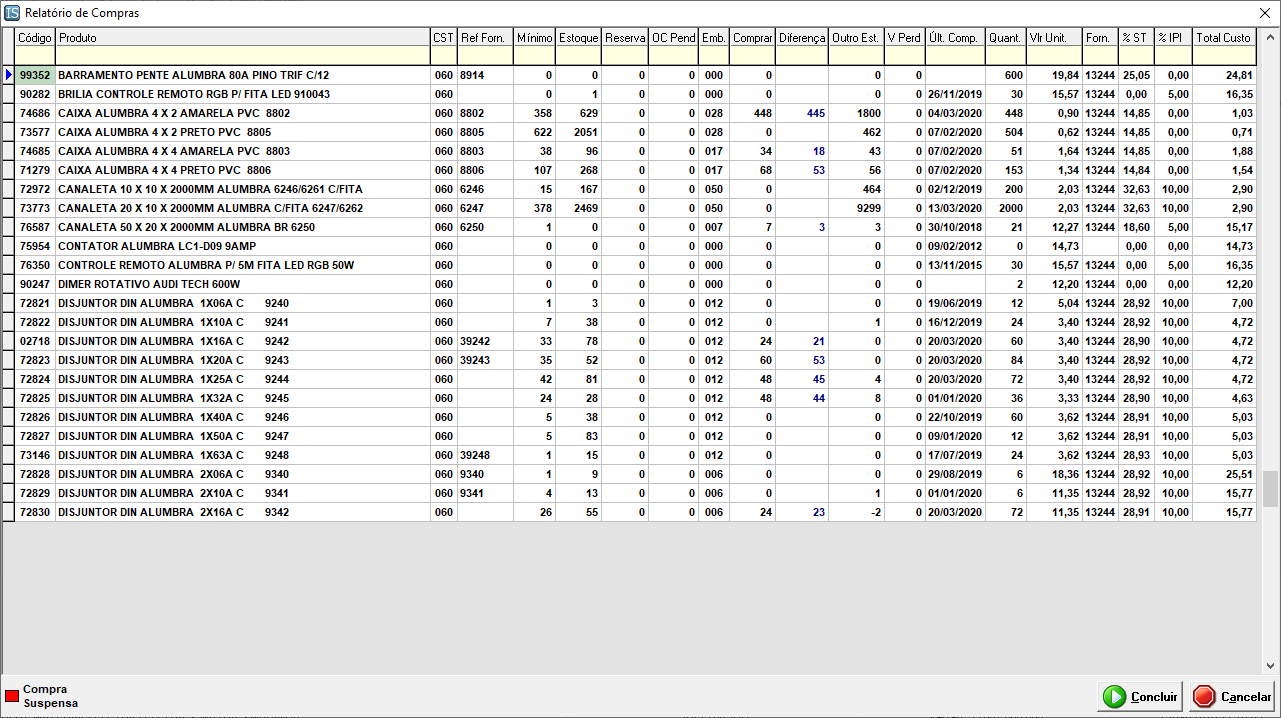 IS Relatório de Compras
Código Produto CST Ref Forn. Mínimo Estoque Reserva OC Pend Emb. Comprar Diferença Outro Est. V Perd Últ. Comp. Quant. Vlr Unit. Forn. % ST % IPI Total Custo
99352 BARRAMENTO PENTE ALUMBRA 80A PINO TRIF C/12 060 8914 0 0 0 0 000 0 0 0 600 19,84 13244 25,05 0,00 24,81
90282 BRILIA CONTROLE REMOTO RGB P/ FITA LED 910043 060 0 1 0 0 000 0 0 0 26/11/2019 30 15,57 13244 0,00 5,00 16,35
74686 CAIXA ALUMBRA 4 X 2 AMARELA PVC 8802 060 8802 358 629 0 0 028 448 445 1800 0 04/03/2020 448 0,90 13244 14,85 0,00 1,03
73577 CAIXA ALUMBRA 4 X 2 PRETO PVC 8805 060 8805 622 2051 0 0 028 0 462 0 07/02/2020 504 0,62 13244 14,85 0,00 0,71
74685 CAIXA ALUMBRA 4 X 4 AMARELA PVC 8803 060 8803 38 96 0 0 017 34 18 43 0 07/02/2020 51 1,64 13244 14,85 0,00 1,88
71279 CAIXA ALUMBRA 4 X 4 PRETO PVC 8806 060 8806 107 268 0 0 017 68 53 56 0 07/02/2020 153 1,34 13244 14,84 0,00 1,54
72972 CANALETA 10 X 10 X 2000MM ALUMBRA 6246/6261 C/FITA 060 6246 15 167 0 0 050 0 464 0 02/12/2019 200 2,03 13244 32,63 10,00 2,90
73773 CANALETA 20 X 10 X 2000MM ALUMBRA C/FITA 6247/6262 060 6247 378 2469 0 0 050 0 9299 0 13/03/2020 2000 2,03 13244 32,63 10,00 2,90
76587 CANALETA 50 X 20 X 2000MM ALUMBRA BR 6250 060 6250 1 0 0 0 007 7 3 3 0 30/10/2018 21 12,27 13244 18,60 5,00 15,17
75954 CONTATOR ALUMBRA LC1-D09 9AMP 060 0 0 0 0 000 0 0 0 09/02/2012 0 14,73 0,00 0,00 14,73
76350 CONTROLE REMOTO ALUMBRA P/ 5M FITA LED RGB 50W 060 0 0 0 0 000 0 0 0 13/11/2015 30 15,57 13244 0,00 5,00 16,35
90247 DIMER ROTATIVO AUDI TECH 600W 060 0 0 0 0 000 0 0 0 2 12,20 13244 0,00 0,00 12,20
72821 DISJUNTOR DIN ALUMBRA 1X06A C 9240 060 1 3 0 0 012 0 0 0 19/06/2019 12 5,04 13244 28,92 10,00 7,00
72822 DISJUNTOR DIN ALUMBRA 1X10A C 9241 060 7 38 0 0 012 0 1 0 16/12/2019 24 3,40 13244 28,92 10,00 4,72
02718 DISJUNTOR DIN ALUMBRA 1X16A C 9242 060 39242 33 78 0 0 012 24 21 0 0 20/03/2020 60 3,40 13244 28,90 10,00 4,72
72823 DISJUNTOR DIN ALUMBRA 1X20A C 9243 060 39243 35 52 0 0 012 60 53 0 0 20/03/2020 84 3,40 13244 28,92 10,00 4,72
72824 DISJUNTOR DIN ALUMBRA 1X25A C 9244 060 42 81 0 0 012 48 45 4 0 20/03/2020 72 3,40 13244 28,92 10,00 4,72
72825 DISJUNTOR DIN ALUMBRA 1X32A C 9245 060 24 28 0 0 012 48 44 8 0 01/01/2020 36 3,33 13244 28,90 10,00 4,63
72826 DISJUNTOR DIN ALUMBRA 1X40A C 9246 060 5 38 0 0 012 0 0 0 22/10/2019 60 3,62 13244 28,91 10,00 5,03
72827 DISJUNTOR DIN ALUMBRA 1X50A C 9247 060 5 83 0 0 012 0 0 0 09/01/2020 12 3,62 13244 28,91 10,00 5,03
73146 DISJUNTOR DIN ALUMBRA 1X63A C 9248 060 39248 1 15 0 0 012 0 0 0 17/07/2019 24 3,62 13244 28,93 10,00 5,03
72828 DISJUNTOR DIN ALUMBRA 2X06A C 9340 060 9340 1 9 0 0 006 0 0 0 29/08/2019 6 18,36 13244 28,92 10,00 25,51
72829 DISJUNTOR DIN ALUMBRA 2X10A C 9341 060 9341 4 13 0 0 006 0 1 0 01/01/2020 6 11,35 13244 28,92 10,00 15,77
72830 DISJUNTOR DIN ALUMBRA 2X16A C 9342 060 26 55 0 0 006 24 23 -2 0 20/03/2020 72 11,35 13244 28,91 10,00 15,77
Compra
Suspensa
Concluir Cancelar